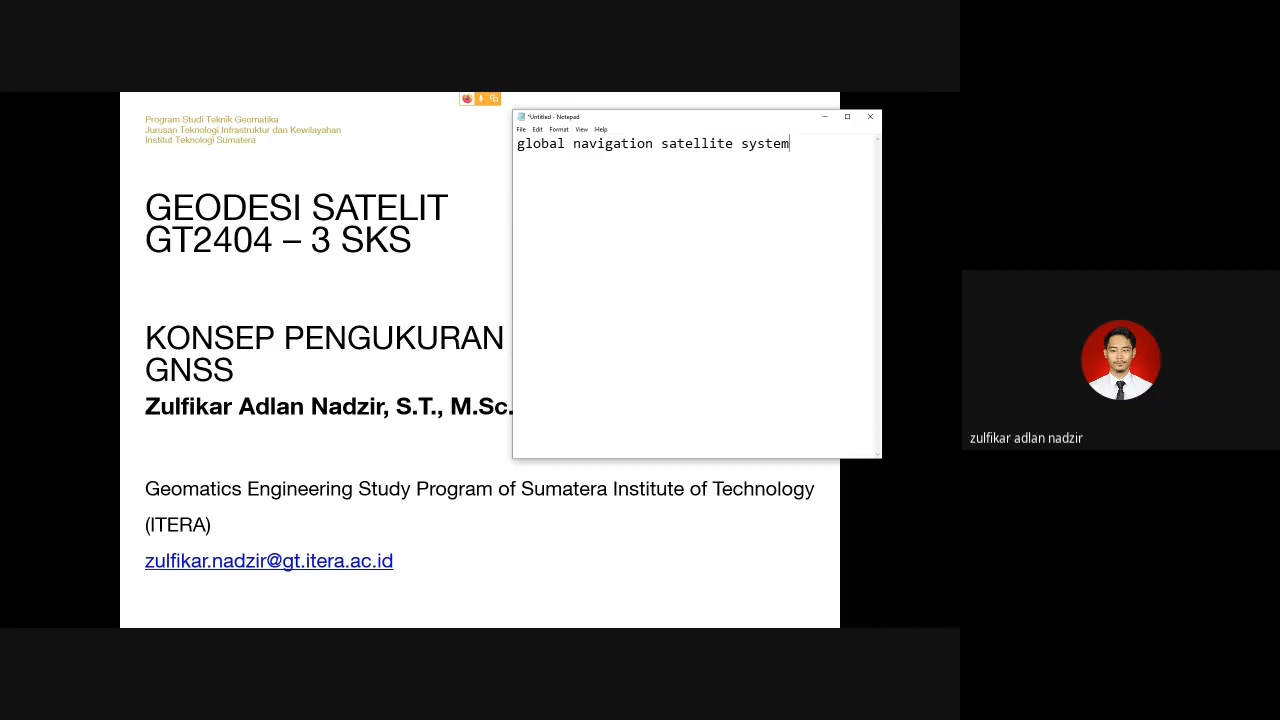 Program Studi Teknik Geomatika
Jurusan Teknologi Infrastruktur dan Kewilayahan
Institut Teknologi Sumatera
GEODESI SATELIT
GT2404 – 3 SKS
KONSEP PENGUKURAN
GNSS
Zulfikar Adlan Nadzir, S.T., M.Sc.
Geomatics Engineering Study Program of Sumatera Institute of Technology
(ITERA)
zulfikar.nadzir@gt.itera.ac.id
*Untitled - Notepad
File Edit Format View Help
global navigation satellite system
zulfikar adlan nadzir